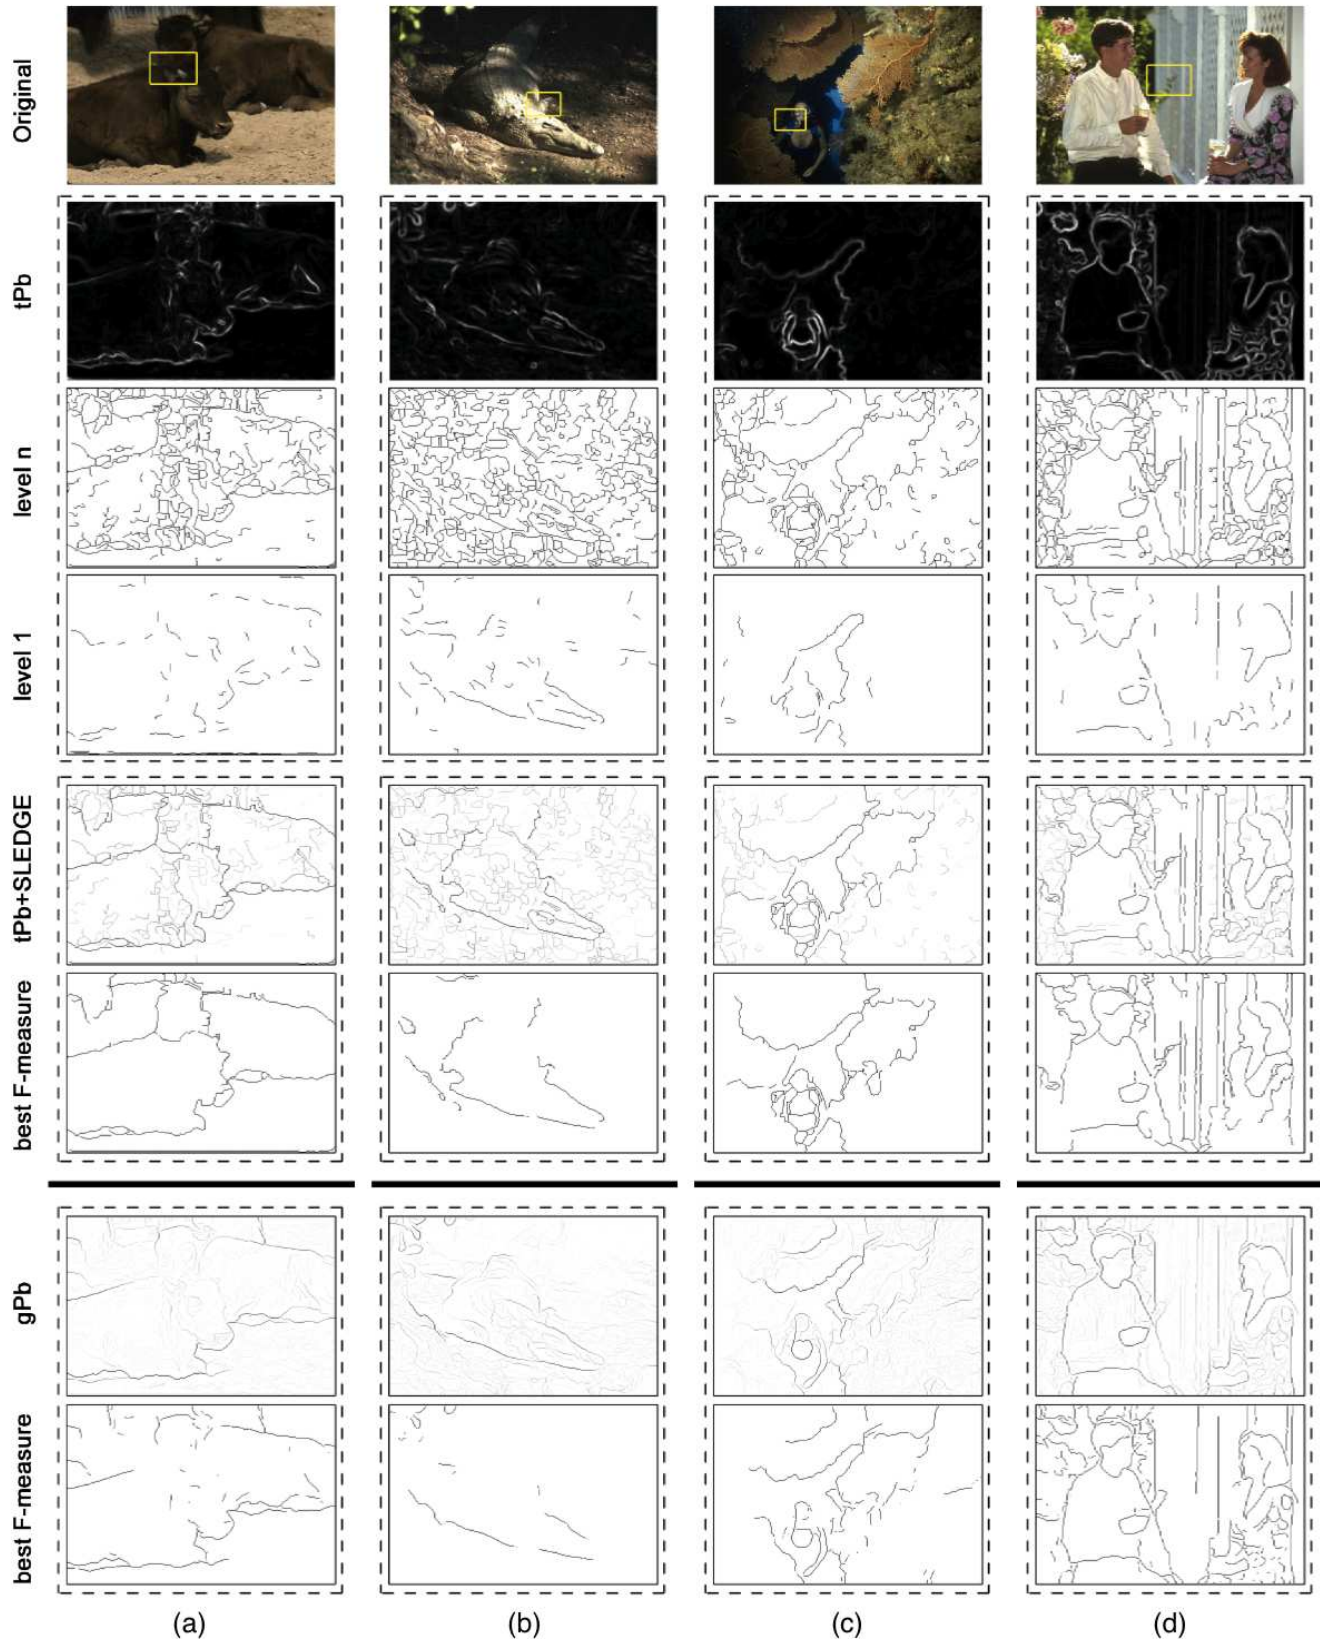 Original
tPb
level n
level 1
tPb+SLEDGE
best F-measure
gPb
best F-measure
(a)
(b)
(c)
(d)